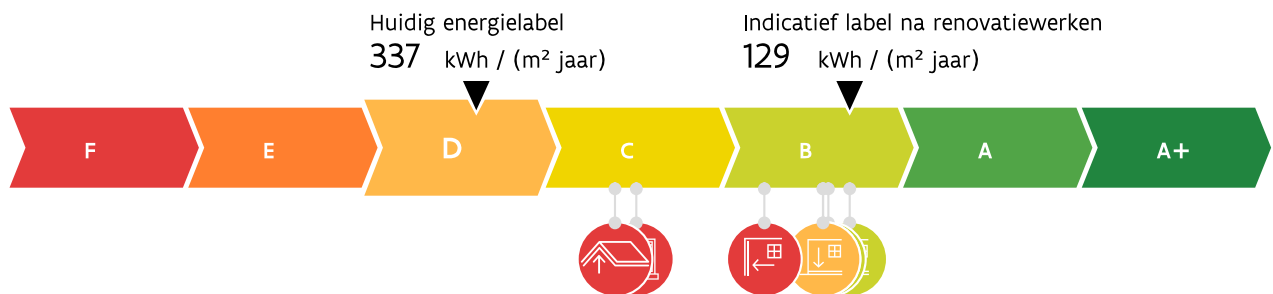 Huidig energielabel
337 kWh / (m² jaar)
Indicatief label na renovatiewerken
129 kWh / (m² jaar)
F E D C B A A+